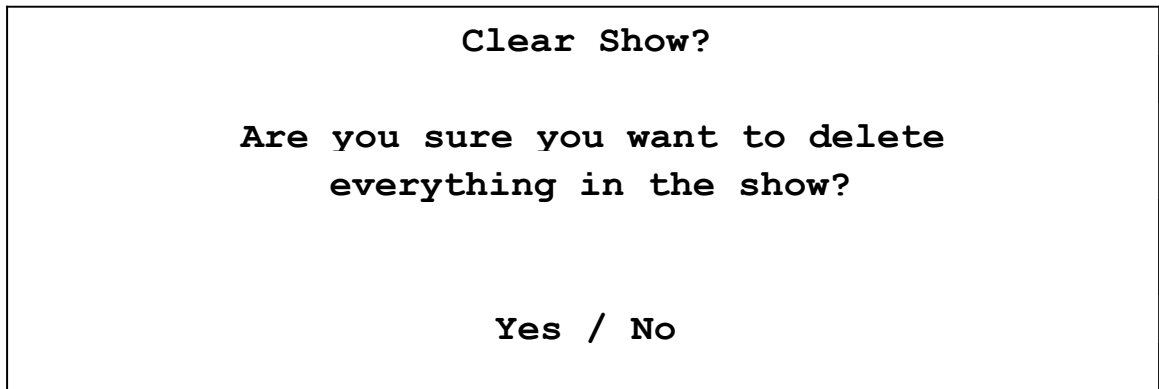 Clear Show?
Are you sure you want to delete
everything in the show?
Yes / No